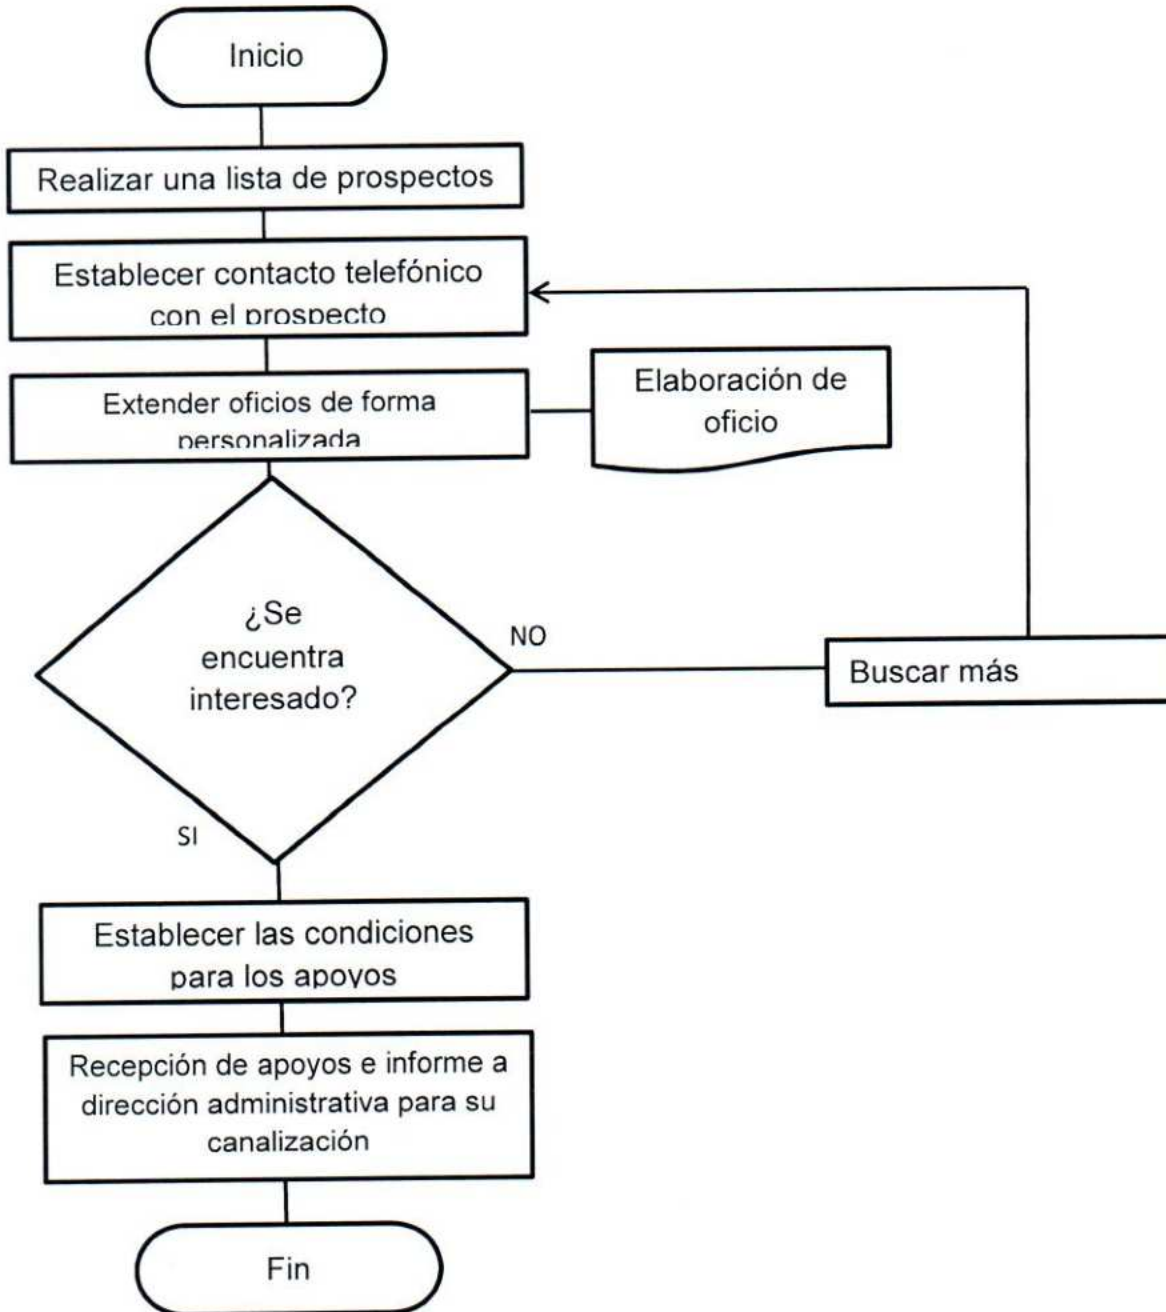 Inicio
Realizar una lista de prospectos
Establecer contacto telefónico
con el prospecto
Extender oficios de forma
personalizada
Elaboración de
oficio
¿Se
encuentra
interesado?
NO
Buscar más
SI
Establecer las condiciones
para los apoyos
Recepción de apoyos e informe a
dirección administrativa para su
canalización
Fin